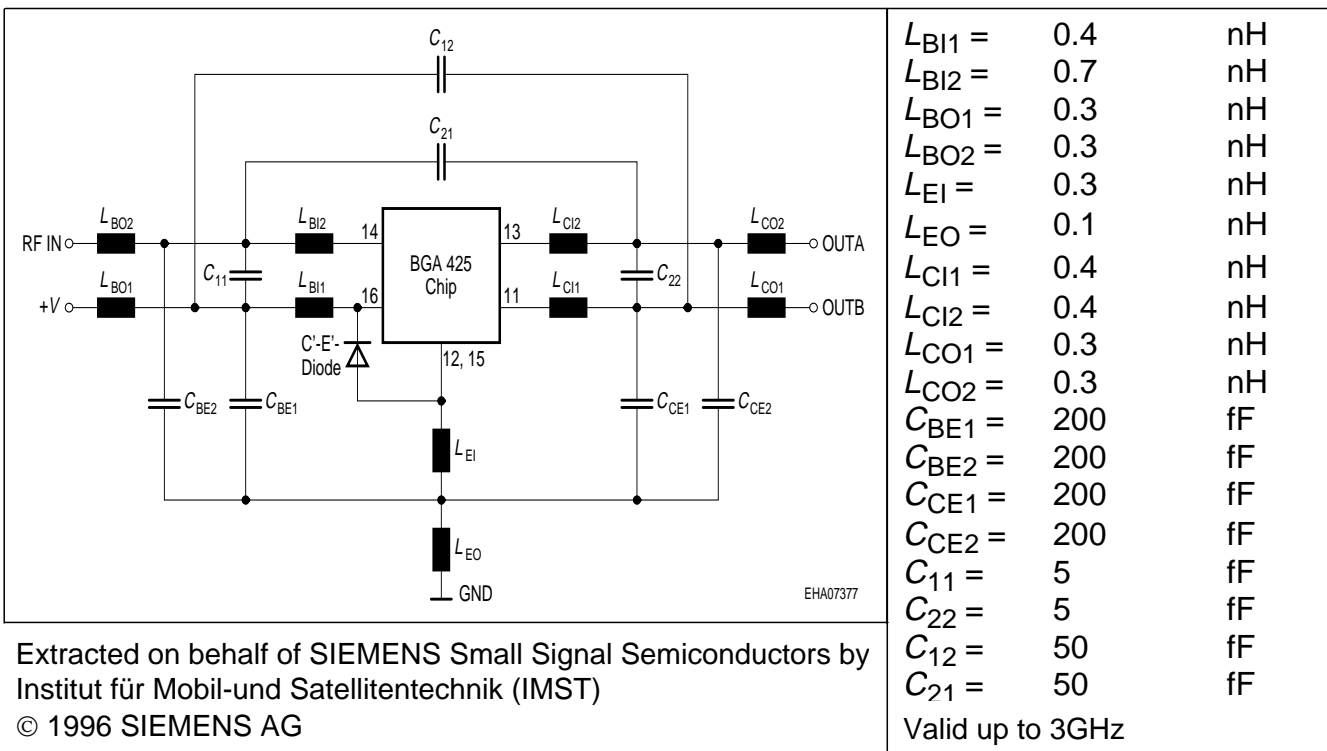 C12
C21
LBO2
LBI2
14
13
LCI2
LCO2
RF IN
OUTA
BGA 425
Chip
C11
C22
LBO1
LBI1
16
11
LCI1
LCO1
+V
OUTB
C'-E'-
Diode
12, 15
CBE2
CBE1
CCE1
CCE2
LEI
LEO
GND
EHA07377
LBI1 = 0.4 nH
LBI2 = 0.7 nH
LBO1 = 0.3 nH
LBO2 = 0.3 nH
LEI = 0.3 nH
LEO = 0.1 nH
LCI1 = 0.4 nH
LCI2 = 0.4 nH
LCO1 = 0.3 nH
LCO2 = 0.3 nH
CBE1 = 200 fF
CBE2 = 200 fF
CCE1 = 200 fF
CCE2 = 200 fF
C11 = 5 fF
C22 = 5 fF
C12 = 50 fF
C21 = 50 fF
Valid up to 3GHz
Extracted on behalf of SIEMENS Small Signal Semiconductors by
Institut für Mobil-und Satellitentechnik (IMST)
© 1996 SIEMENS AG